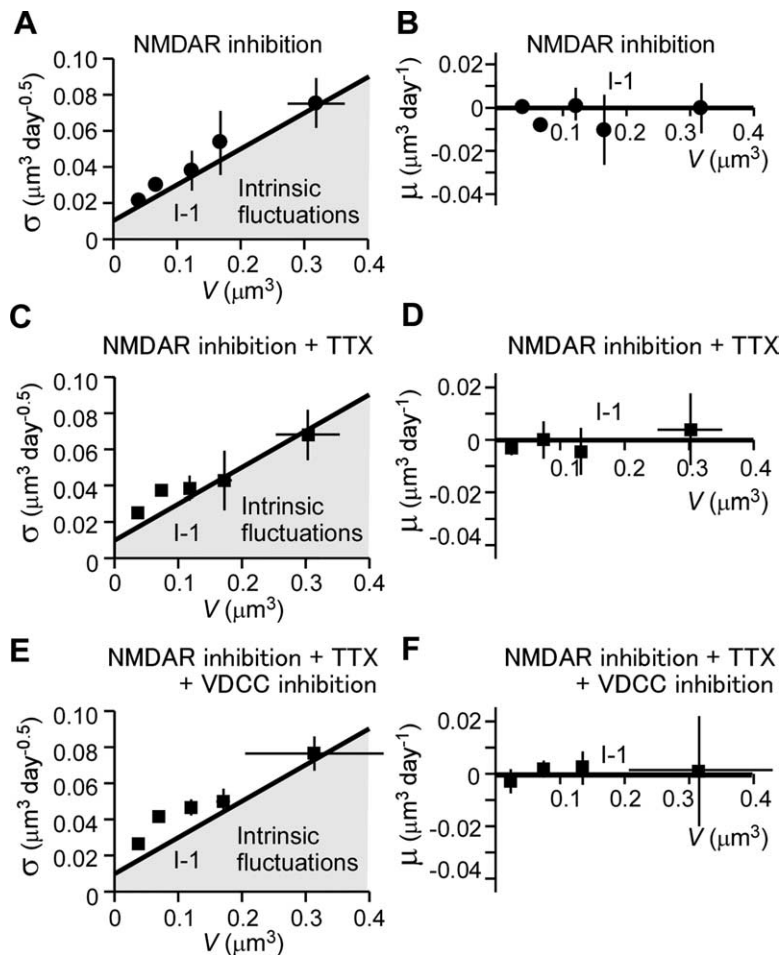 A
NMDAR inhibition
σ (μm³ day⁻⁰·⁵)
0.10
0.08
0.06
0.04
0.02
0
I-1
Intrinsic
fluctuations
0 0.1 0.2 0.3 0.4
V (μm³)
B
NMDAR inhibition
μ (μm³ day⁻¹)
0.02
0
-0.02
-0.04
I-1
0.1 0.2 0.3 0.4
V (μm³)
C
NMDAR inhibition + TTX
σ (μm³ day⁻⁰·⁵)
0.10
0.08
0.06
0.04
0.02
0
I-1
Intrinsic
fluctuations
0 0.1 0.2 0.3 0.4
V (μm³)
D
NMDAR inhibition + TTX
μ (μm³ day⁻¹)
0.02
0
-0.02
-0.04
I-1
0.1 0.2 0.3 0.4
V (μm³)
E
NMDAR inhibition + TTX
+ VDCC inhibition
σ (μm³ day⁻⁰·⁵)
0.10
0.08
0.06
0.04
0.02
0
I-1
Intrinsic
fluctuations
0 0.1 0.2 0.3 0.4
V (μm³)
F
NMDAR inhibition + TTX
+ VDCC inhibition
μ (μm³ day⁻¹)
0.02
0
-0.02
-0.04
I-1
0.1 0.2 0.3 0.4
V (μm³)